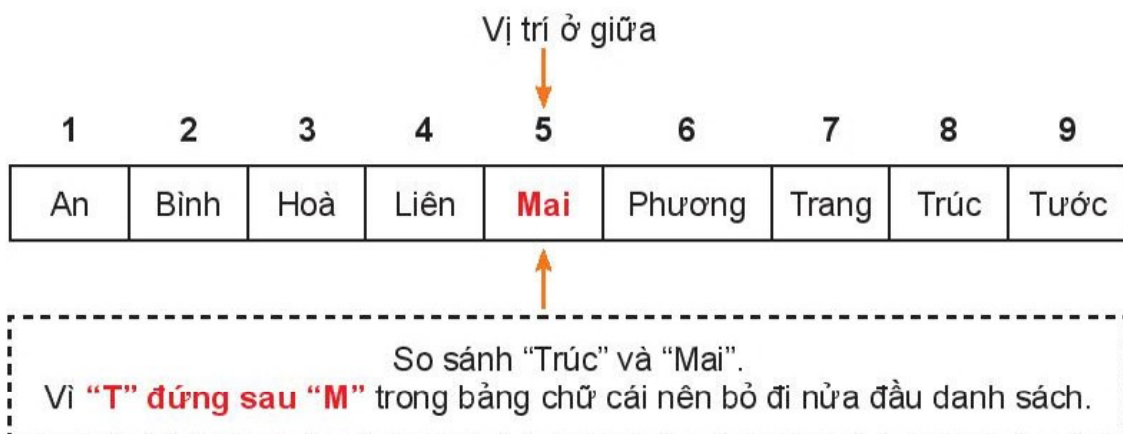 Vị trí ở giữa
1 2 3 4 5 6 7 8 9
An Bình Hoà Liên Mai Phương Trang Trúc Tước
So sánh “Trúc” và “Mai”.
Vì “T” đứng sau “M” trong bảng chữ cái nên bỏ đi nửa đầu danh sách.